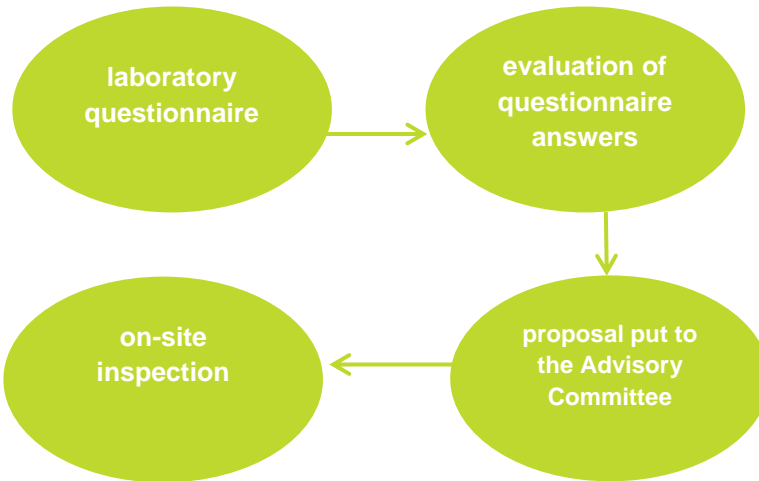 laboratory
questionnaire
evaluation of
questionnaire
answers
proposal put to
the Advisory
Committee
on-site
inspection